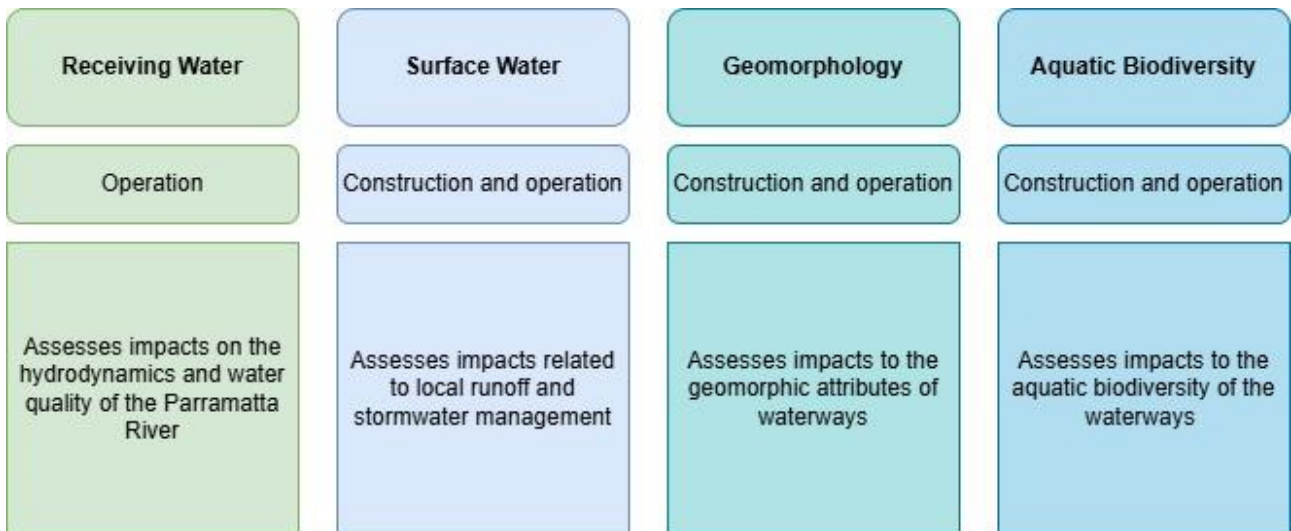 Receiving Water
Surface Water
Geomorphology
Aquatic Biodiversity
Operation
Construction and operation
Construction and operation
Construction and operation
Assesses impacts on the
hydrodynamics and water
quality of the Parramatta
River
Assesses impacts related
to local runoff and
stormwater management
Assesses impacts to the
geomorphic attributes of
waterways
Assesses impacts to the
aquatic biodiversity of the
waterways